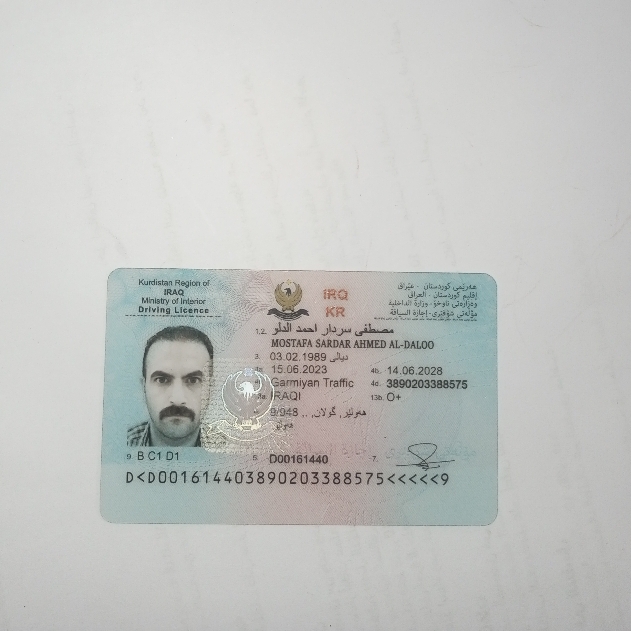 Kurdistan Region of
IRAQ
Ministry of Interior
Driving Licence
IRQ
KR
هەرێمی کوردستان - عێراق
إقليم كوردستان - العراق
وەزارەتی ناوخۆ - وزارة الداخلية
مۆڵەتی شۆفێری - إجازة السياقة
1,2. مصطفى سردار احمد الدلو
MOSTAFA SARDAR AHMED AL-DALOO
3. 03.02.1989 ديالى
4a. 15.06.2023 4b. 14.06.2028
Garmiyan Traffic 4d. 3890203388575
IRAQI 13b. O+
9/948 , گولان , . هەولێر
هەولێر
9. B C1 D1 5. D00161440 7.
D<D001614403890203388575<<<<<9